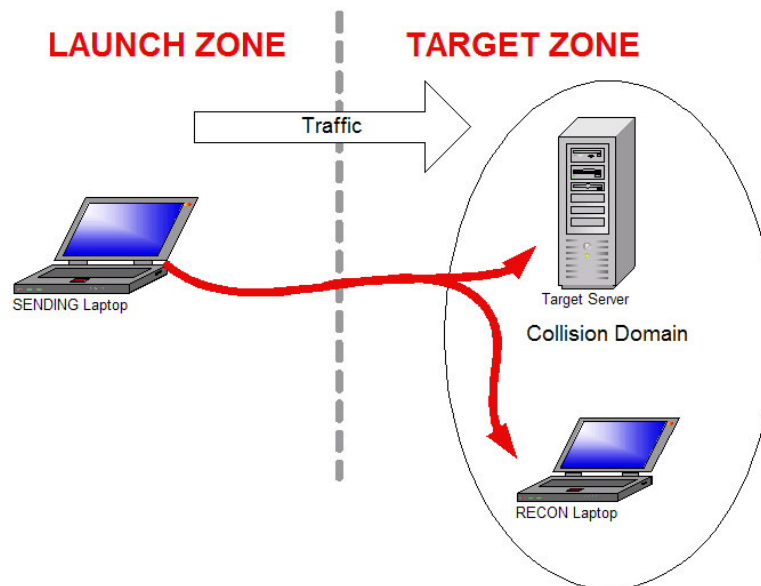 LAUNCH ZONE
TARGET ZONE
Traffic
SENDING Laptop
Target Server
Collision Domain
RECON Laptop